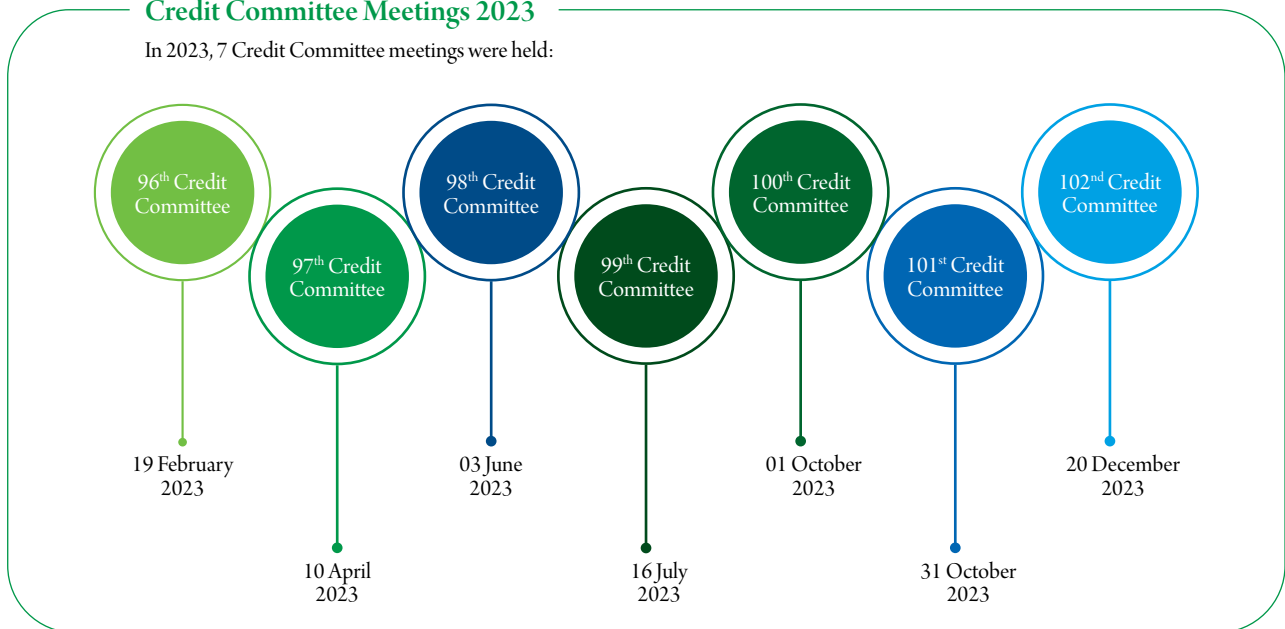 Credit Committee Meetings 2023
In 2023, 7 Credit Committee meetings were held:
96th Credit
Committee
97th Credit
Committee
98th Credit
Committee
99th Credit
Committee
100th Credit
Committee
101st Credit
Committee
102nd Credit
Committee
19 February
2023
10 April
2023
03 June
2023
16 July
2023
01 October
2023
31 October
2023
20 December
2023